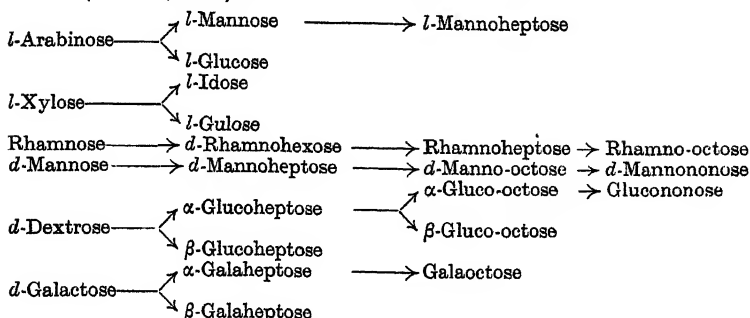 l-Mannose → l-Mannoheptose
l-Arabinose
l-Glucose
l-Idose
l-Xylose
l-Gulose
Rhamnose → d-Rhamnohexose → Rhamnoheptose → Rhamno-octose
d-Mannose → d-Mannoheptose → d-Manno-octose → d-Mannononose
α-Gluco-octose → Glucononose
α-Glucoheptose
d-Dextrose
β-Gluco-octose
β-Glucoheptose
α-Galaheptose → Galaoctose
d-Galactose
β-Galaheptose